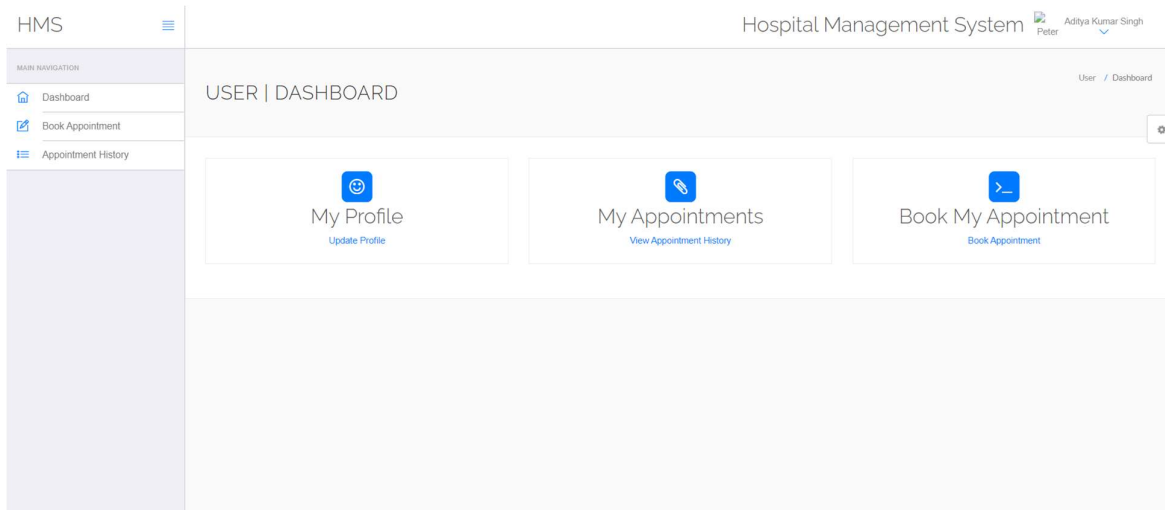 HMS
Hospital Management System
Peter
Aditya Kumar Singh
MAIN NAVIGATION
Dashboard
Book Appointment
Appointment History
USER | DASHBOARD
User / Dashboard
My Profile
Update Profile
My Appointments
View Appointment History
Book My Appointment
Book Appointment